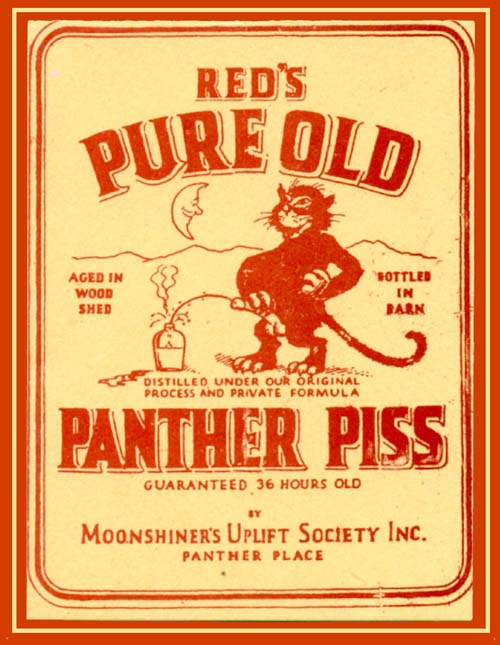 RED'S
PURE OLD
AGED IN
WOOD
SHED
BOTTLED
IN
BARN
DISTILLED UNDER OUR ORIGINAL
PROCESS AND PRIVATE FORMULA
PANTHER PISS
GUARANTEED 36 HOURS OLD
BY
MOONSHINER'S UPLIFT SOCIETY INC.
PANTHER PLACE